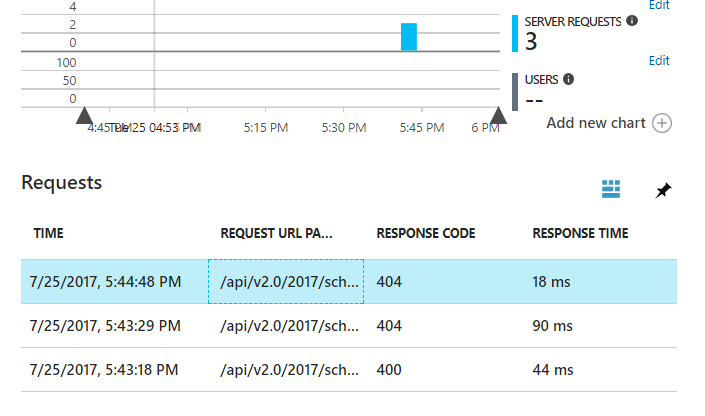 Edit
4
2
0
SERVER REQUESTS
3
Edit
100
50
0
USERS
--
Tue 25 04:53
4:45 PM 5 PM 5:15 PM 5:30 PM 5:45 PM 6 PM
Add new chart
Requests
TIME REQUEST URL PA... RESPONSE CODE RESPONSE TIME
7/25/2017, 5:44:48 PM /api/v2.0/2017/sch... 404 18 ms
7/25/2017, 5:43:29 PM /api/v2.0/2017/sch... 404 90 ms
7/25/2017, 5:43:18 PM /api/v2.0/2017/sch... 400 44 ms